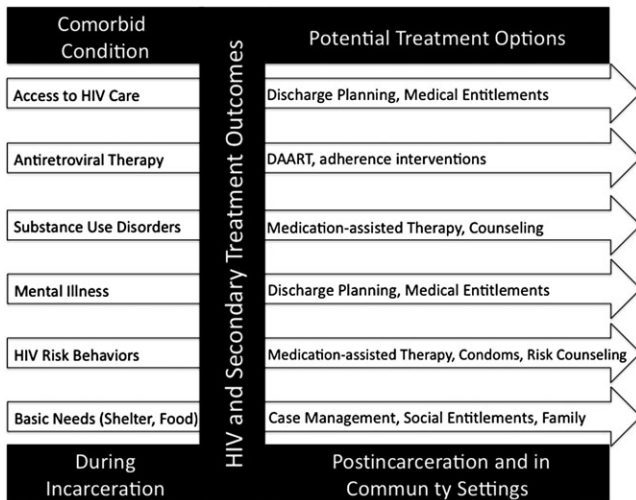 Comorbid
Condition
Potential Treatment Options
HIV and Secondary Treatment Outcomes
Access to HIV Care
Discharge Planning, Medical Entitlements
Antiretroviral Therapy
DAART, adherence interventions
Substance Use Disorders
Medication-assisted Therapy, Counseling
Mental Illness
Discharge Planning, Medical Entitlements
HIV Risk Behaviors
Medication-assisted Therapy, Condoms, Risk Counseling
Basic Needs (Shelter, Food)
Case Management, Social Entitlements, Family
During
Incarceration
Postincarceration and in
Commun ty Settings